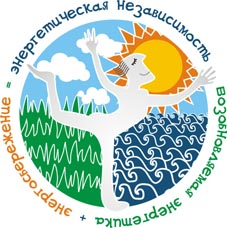 энергосбережение = энергетическая независимость
возобновляемая энергетика +